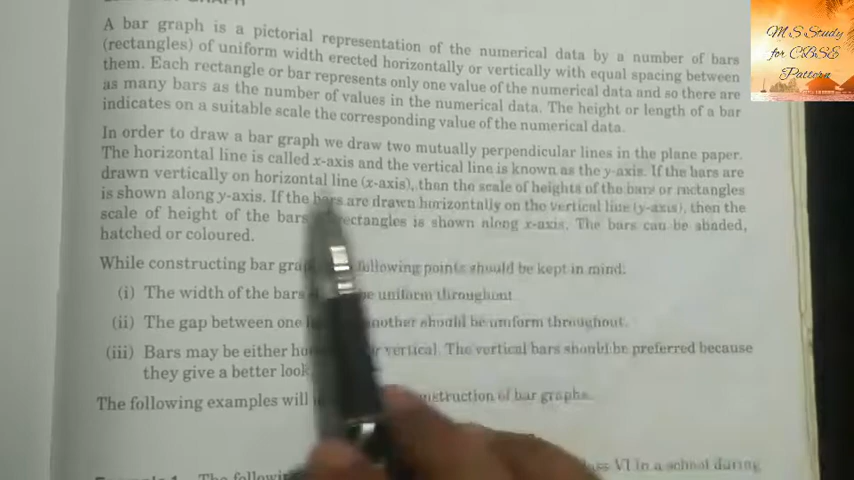 A bar graph is a pictorial representation of the numerical data by a number of bars
(rectangles) of uniform width erected horizontally or vertically with equal spacing between
them. Each rectangle or bar represents only one value of the numerical data and so there are
as many bars as the number of values in the numerical data. The height or length of a bar
indicates on a suitable scale the corresponding value of the numerical data.
In order to draw a bar graph we draw two mutually perpendicular lines in the plane paper.
The horizontal line is called x-axis and the vertical line is known as the y-axis. If the bars are
drawn vertically on horizontal line (x-axis), then the scale of heights of the bars or rectangles
is shown along y-axis. If the bars are drawn horizontally on the vertical line (y-axis), then the
scale of height of the bars rectangles is shown along x-axis. The bars can be shaded,
hatched or coloured.
While constructing bar following points should be kept in mind.
(i) The width of the bars be uniform throughout.
(ii) The gap between one another should be uniform throughout.
(iii) Bars may be either vertical. The vertical bars should be preferred because
they give a better look
The following examples will construction of bar graphs.
The VI in a school during
M S Study
for CBSE
Pattern